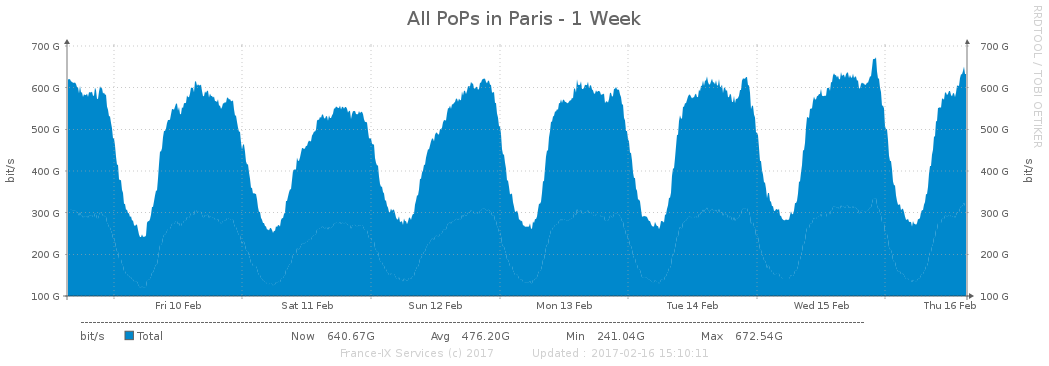 All PoPs in Paris - 1 Week
RRDTOOL / TOBI OETIKER
700 G 700 G
600 G 600 G
500 G 500 G
400 G 400 G
300 G 300 G
200 G 200 G
100 G 100 G
bit/s bit/s
Fri 10 Feb Sat 11 Feb Sun 12 Feb Mon 13 Feb Tue 14 Feb Wed 15 Feb Thu 16 Feb
bit/s Total Now 640.67G Avg 476.20G Min 241.04G Max 672.54G
France-IX Services (c) 2017 Updated : 2017-02-16 15:10:11